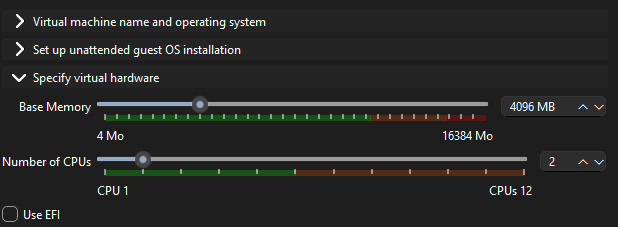 Virtual machine name and operating system
Set up unattended guest OS installation
Specify virtual hardware
Base Memory 4096 MB
4 Mo 16384 Mo
Number of CPUs 2
CPU 1 CPUs 12
Use EFI